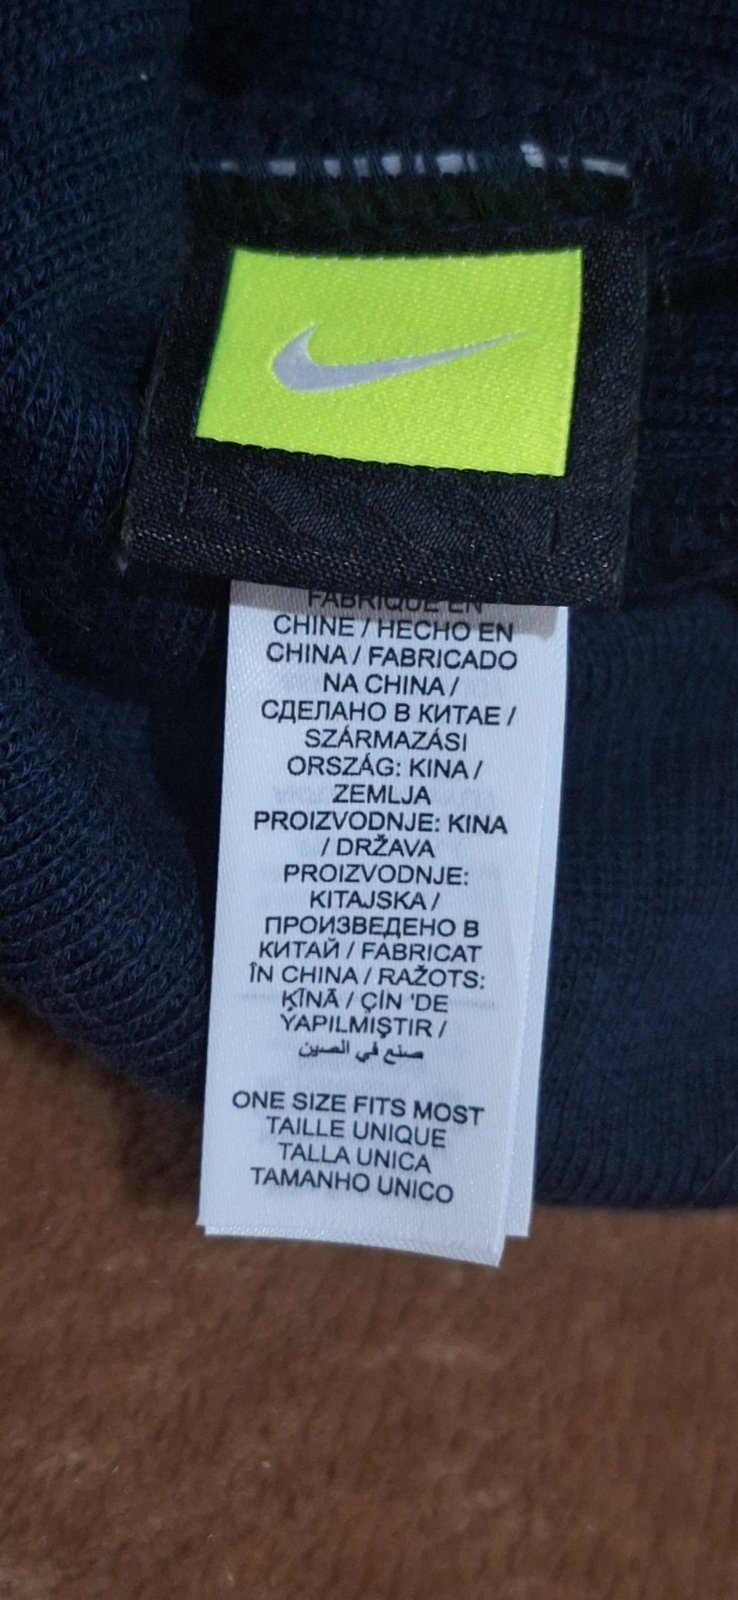 FABRIQUÉ EN
CHINE / HECHO EN
CHINA / FABRICADO
NA CHINA /
СДЕЛАНО В КИТАЕ /
SZÁRMAZÁSI
ORSZÁG: KINA /
ZEMLJA
PROIZVODNJE: KINA
/ DRŽAVA
PROIZVODNJE:
KITAJSKA /
ПРОИЗВЕДЕНО В
КИТАЙ / FABRICAT
ÎN CHINA / RAŽOTS:
ĶĪNĀ / ÇİN 'DE
YAPILMIŞTIR /
صنع في الصين
ONE SIZE FITS MOST
TAILLE UNIQUE
TALLA UNICA
TAMANHO UNICO